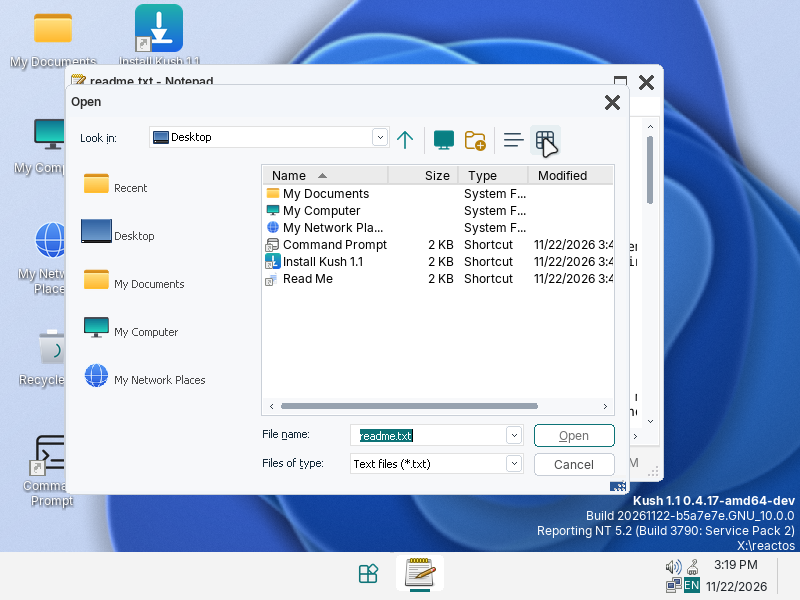 My Documents
Install Kush 1.1
readme.txt - Notepad
Open
Look in:
Desktop
Recent
Desktop
My Documents
My Computer
My Network Places
Name Size Type Modified
My Documents System F...
My Computer System F...
My Network Pla... System F...
Command Prompt 2 KB Shortcut 11/22/2026 3:4
Install Kush 1.1 2 KB Shortcut 11/22/2026 3:4
Read Me 2 KB Shortcut 11/22/2026 3:4
File name:
readme.txt
Open
Files of type:
Text files (*.txt)
Cancel
My Comp
My Netw
Place
Recycle
Comma
Prompt
Kush 1.1 0.4.17-amd64-dev
Build 20261122-b5a7e7e.GNU_10.0.0
Reporting NT 5.2 (Build 3790: Service Pack 2)
X:\reactos
EN
3:19 PM
11/22/2026